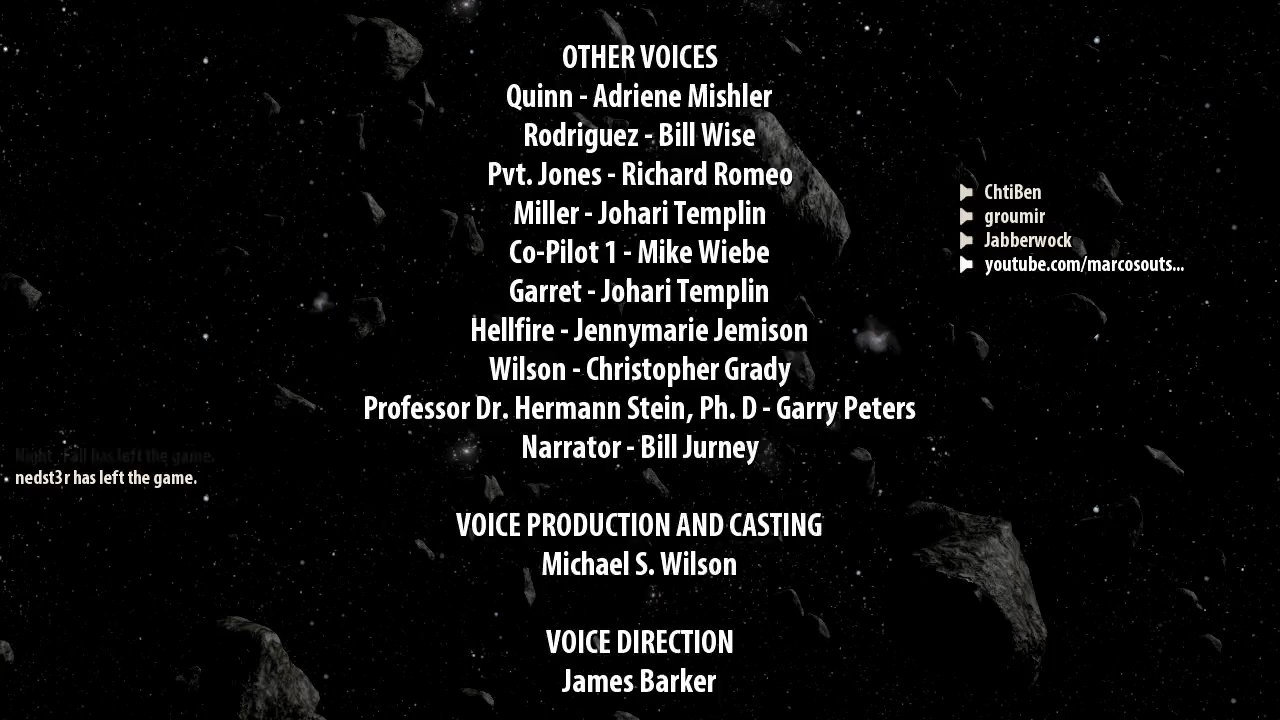 OTHER VOICES
Quinn - Adriene Mishler
Rodriguez - Bill Wise
Pvt. Jones - Richard Romeo
Miller - Johari Templin
Co-Pilot 1 - Mike Wiebe
Garret - Johari Templin
Hellfire - Jennymarie Jemison
Wilson - Christopher Grady
Professor Dr. Hermann Stein, Ph. D - Garry Peters
Narrator - Bill Jurney
VOICE PRODUCTION AND CASTING
Michael S. Wilson
VOICE DIRECTION
James Barker
ChtiBen
groumir
Jabberwock
youtube.com/marcosouts...
Night_Fall has left the game.
nedst3r has left the game.